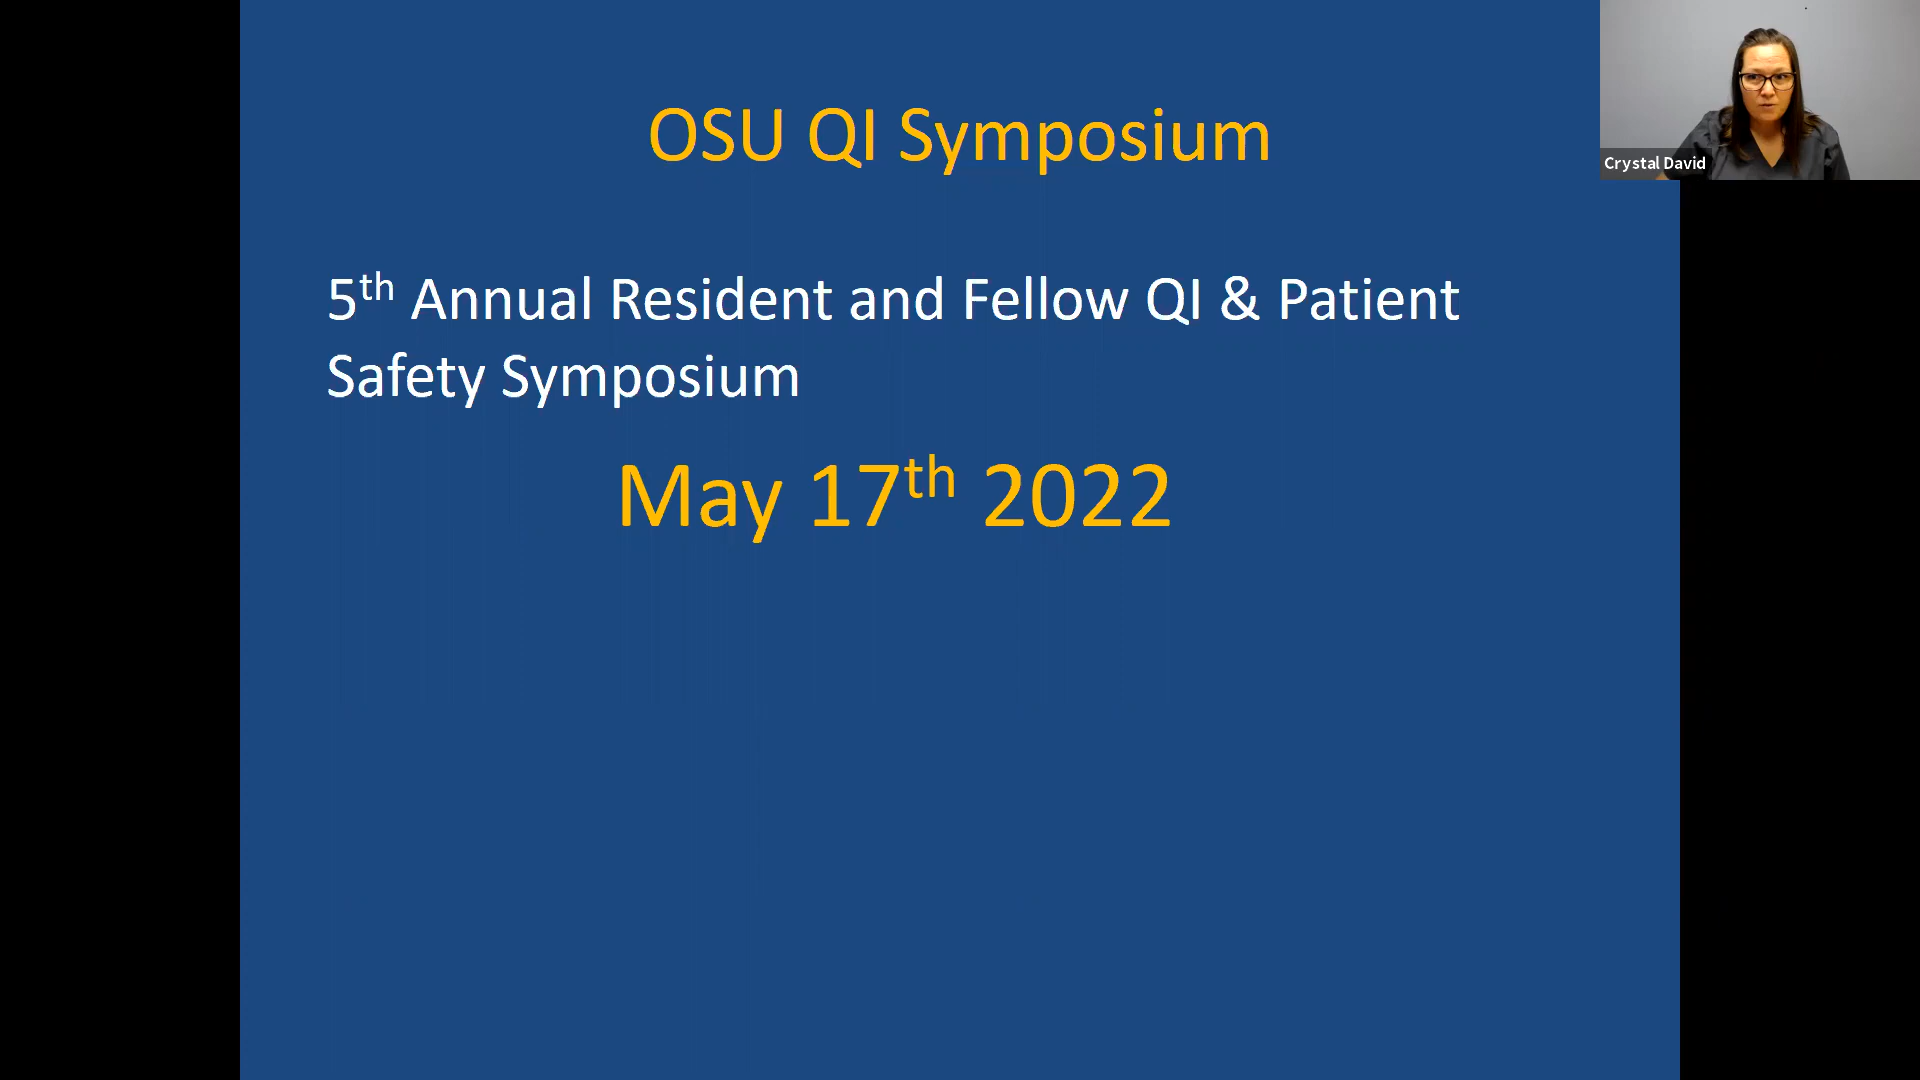 OSU QI Symposium
Crystal David
5th Annual Resident and Fellow QI & Patient
Safety Symposium
May 17th 2022